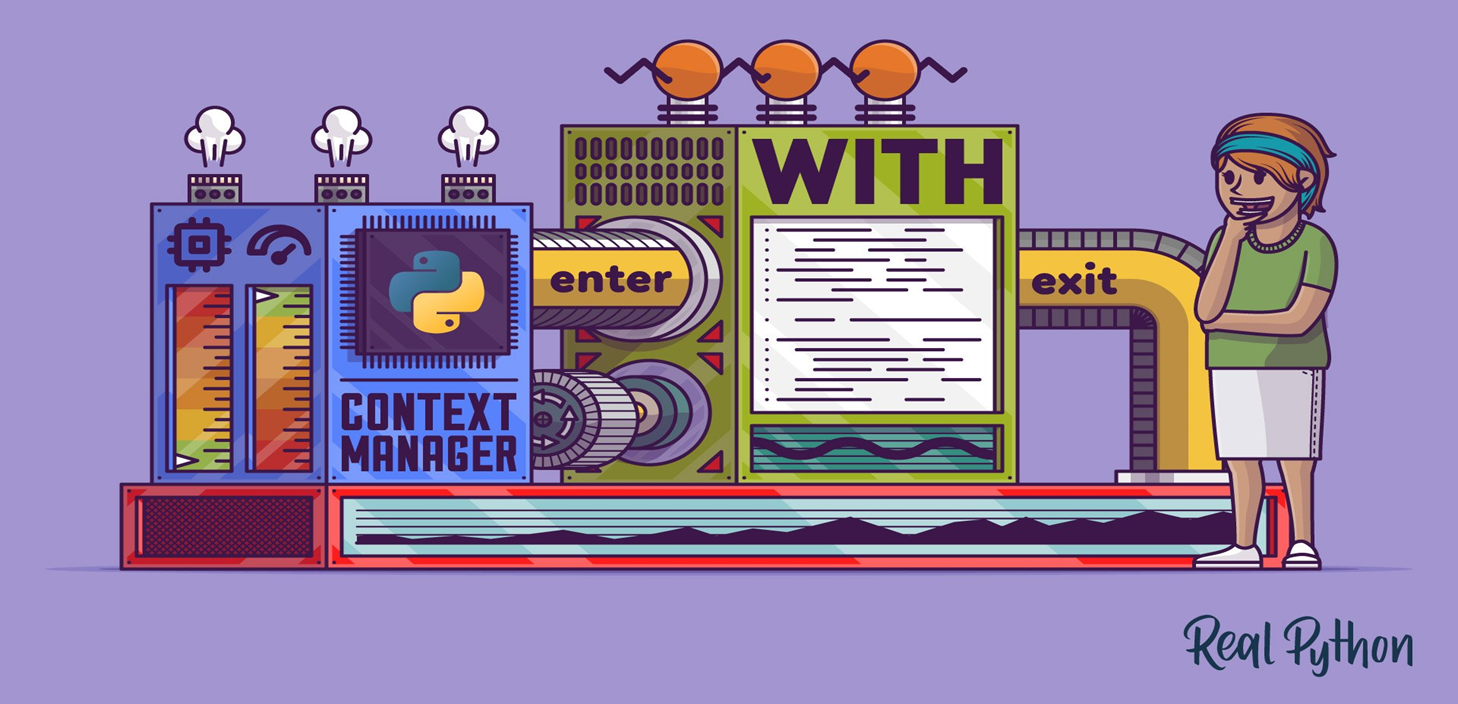 WITH
enter
exit
CONTEXT
MANAGER
Real Python